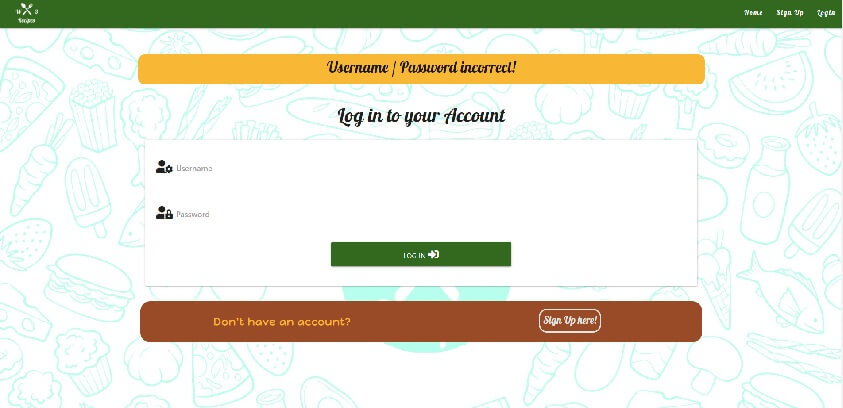 W S
Recipes
Home Sign Up Login
Username / Password incorrect!
Log in to your Account
Username
Password
LOG IN
Don't have an account?
Sign Up here!